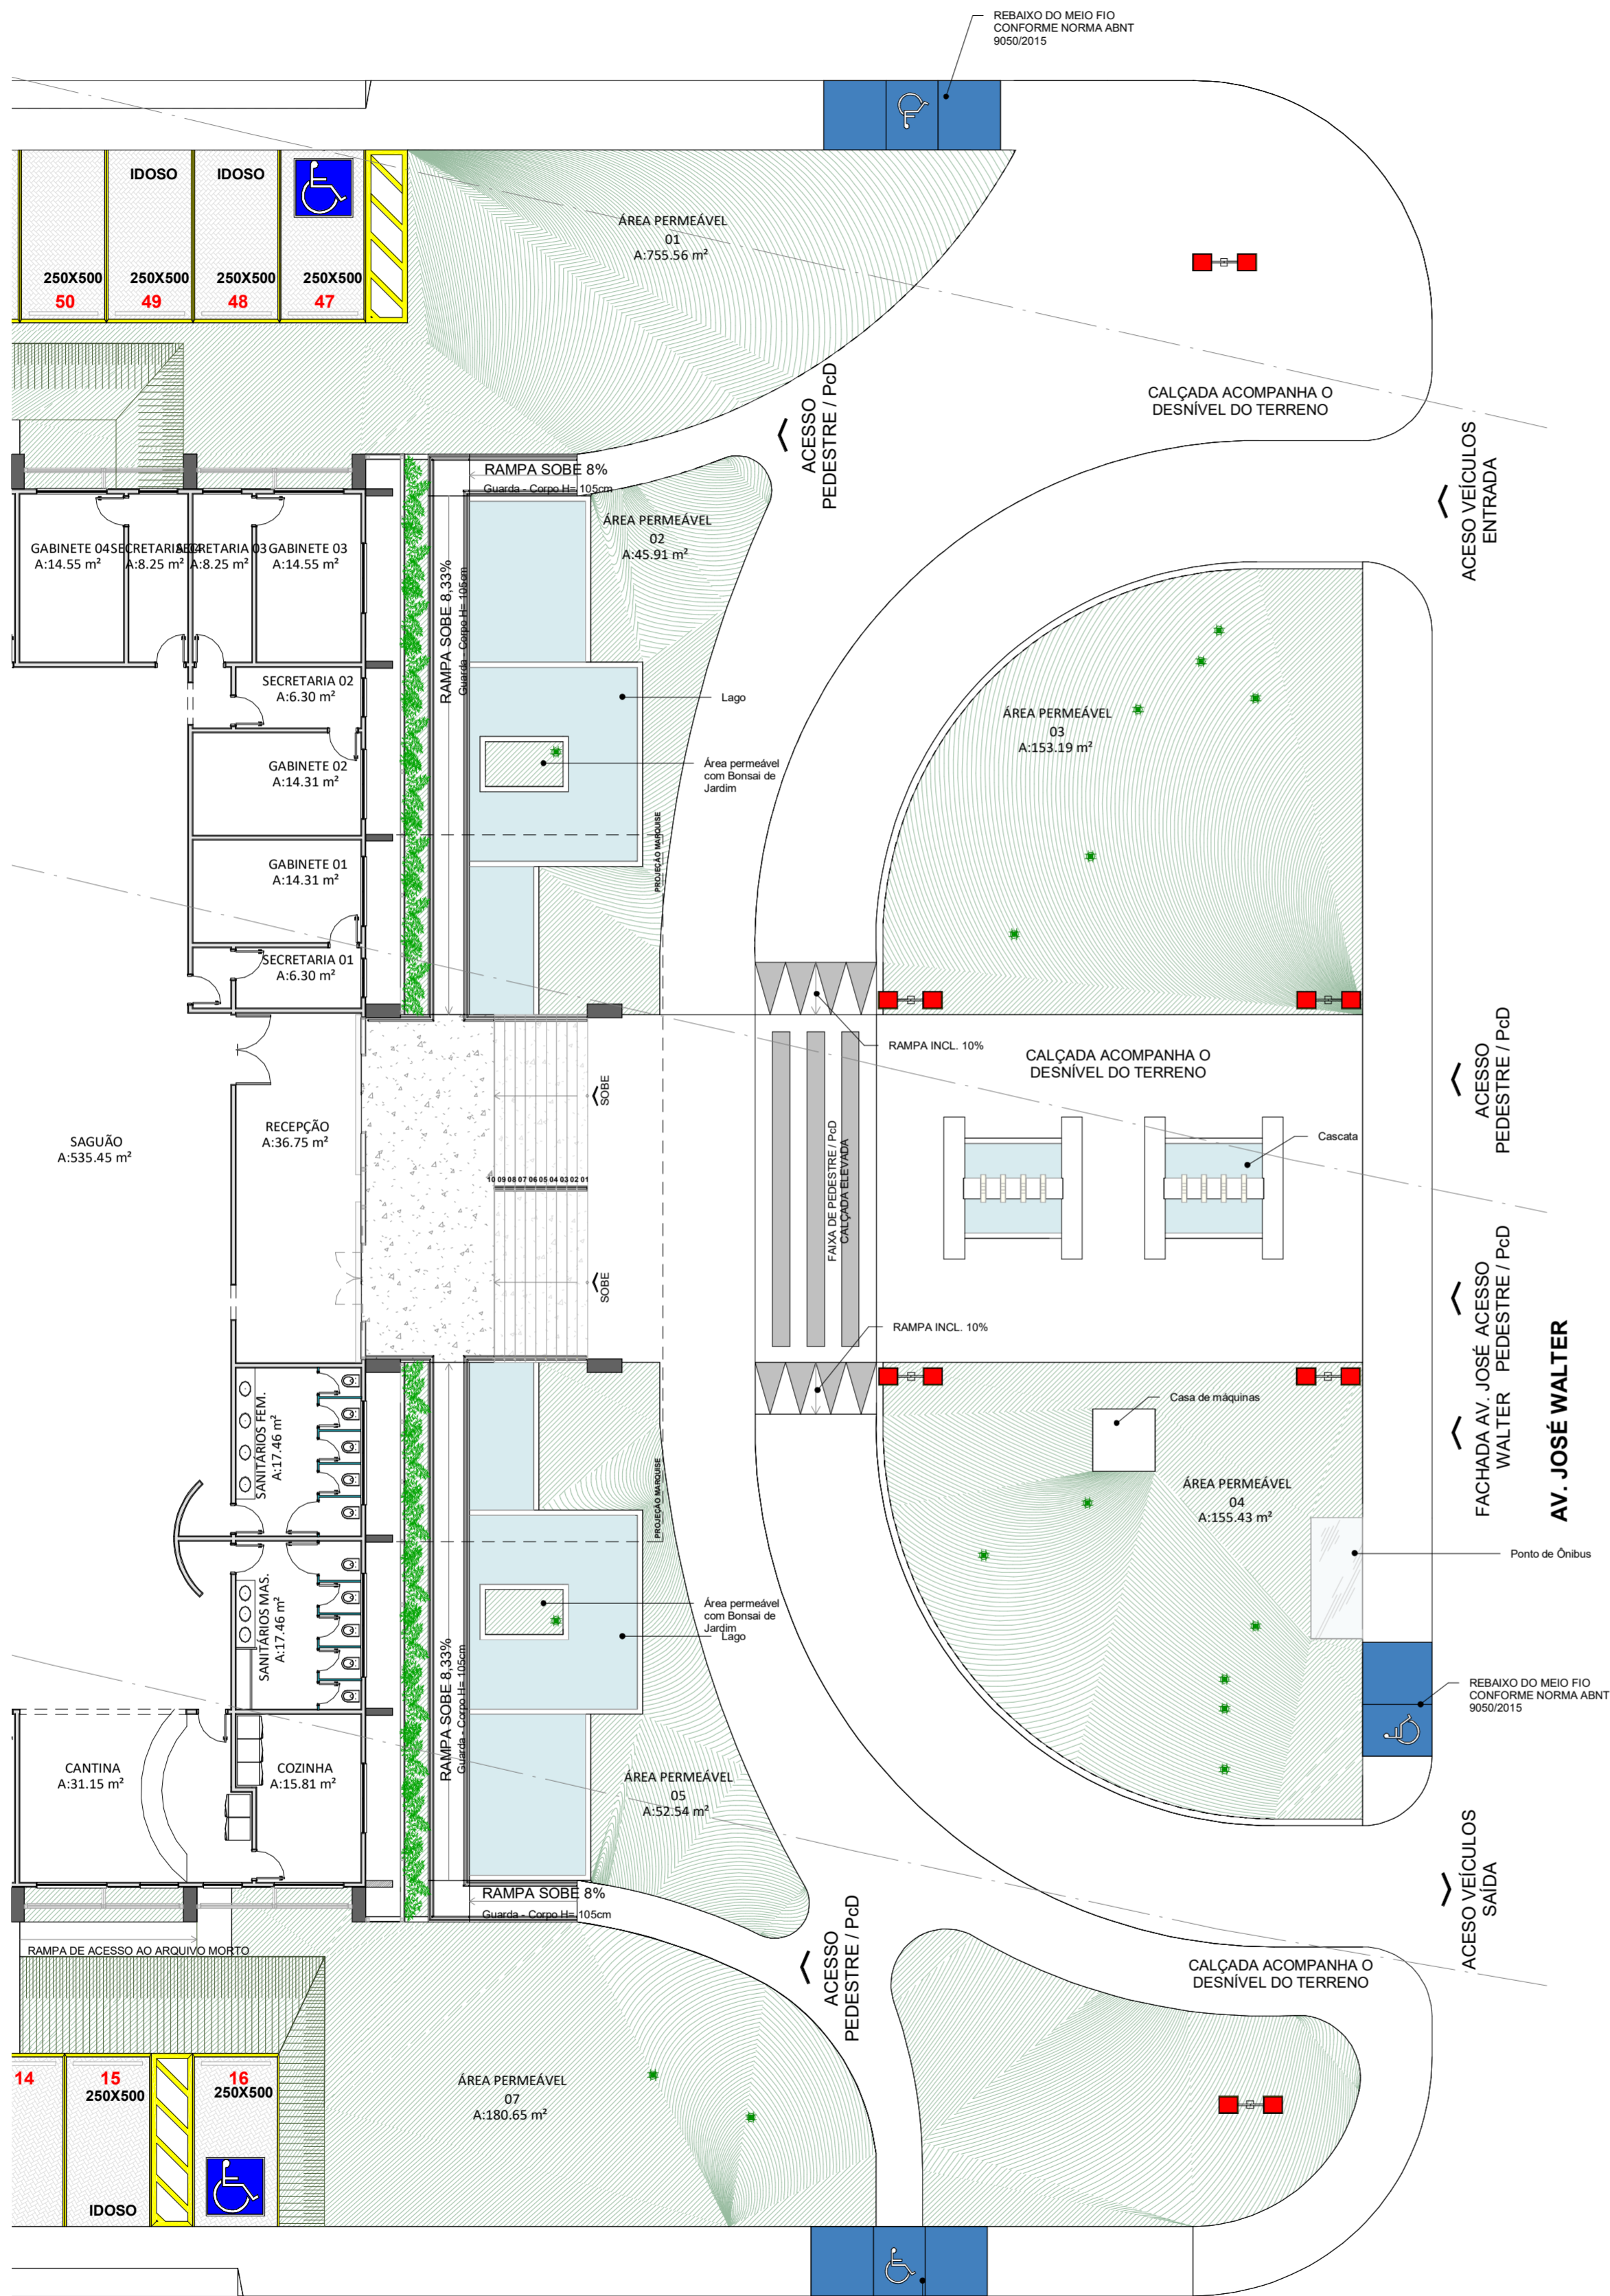 REBAIXO DO MEIO FIO
CONFORME NORMA ABNT
9050/2015
IDOSO
IDOSO
250X500
250X500
250X500
250X500
50
49
48
47
ÁREA PERMEÁVEL
01
A:755.56 m²
CALÇADA ACOMPANHA O
DESNÍVEL DO TERRENO
ACESSO
PEDESTRE / PcD
ACESO VEÍCULOS
ENTRADA
RAMPA SOBE 8%
Guarda - Corpo H= 105cm
ÁREA PERMEÁVEL
02
A:45.91 m²
GABINETE 04
A:14.55 m²
SECRETARIA 04
A:8.25 m²
SECRETARIA 03
A:8.25 m²
GABINETE 03
A:14.55 m²
RAMPA SOBE 8,33%
Guarda - Corpo H= 105cm
SECRETARIA 02
A:6.30 m²
Lago
ÁREA PERMEÁVEL
03
A:153.19 m²
GABINETE 02
A:14.31 m²
Área permeável
com Bonsai de
Jardim
PROJEÇÃO MARQUISE
GABINETE 01
A:14.31 m²
SECRETARIA 01
A:6.30 m²
RAMPA INCL. 10%
CALÇADA ACOMPANHA O
DESNÍVEL DO TERRENO
ACESSO
PEDESTRE / PcD
SOBE
SAGUÃO
A:535.45 m²
RECEPÇÃO
A:36.75 m²
Cascata
10 09 08 07 06 05 04 03 02 01
FAIXA DE PEDESTRE / PcD
CALÇADA ELEVADA
SOBE
RAMPA INCL. 10%
FACHADA AV. JOSÉ ACESSO
WALTER PEDESTRE / PcD
AV. JOSÉ WALTER
SANITÁRIOS FEM.
A:17.46 m²
Casa de máquinas
ÁREA PERMEÁVEL
04
A:155.43 m²
PROJEÇÃO MARQUISE
Ponto de Ônibus
SANITÁRIOS MAS.
A:17.46 m²
Área permeável
com Bonsai de
Jardim
Lago
RAMPA SOBE 8,33%
Guarda - Corpo H= 105cm
REBAIXO DO MEIO FIO
CONFORME NORMA ABNT
9050/2015
CANTINA
A:31.15 m²
COZINHA
A:15.81 m²
ÁREA PERMEÁVEL
05
A:52.54 m²
ACESO VEÍCULOS
SAÍDA
RAMPA SOBE 8%
Guarda - Corpo H= 105cm
RAMPA DE ACESSO AO ARQUIVO MORTO
ACESSO
PEDESTRE / PcD
CALÇADA ACOMPANHA O
DESNÍVEL DO TERRENO
14
15
16
250X500
250X500
ÁREA PERMEÁVEL
07
A:180.65 m²
IDOSO